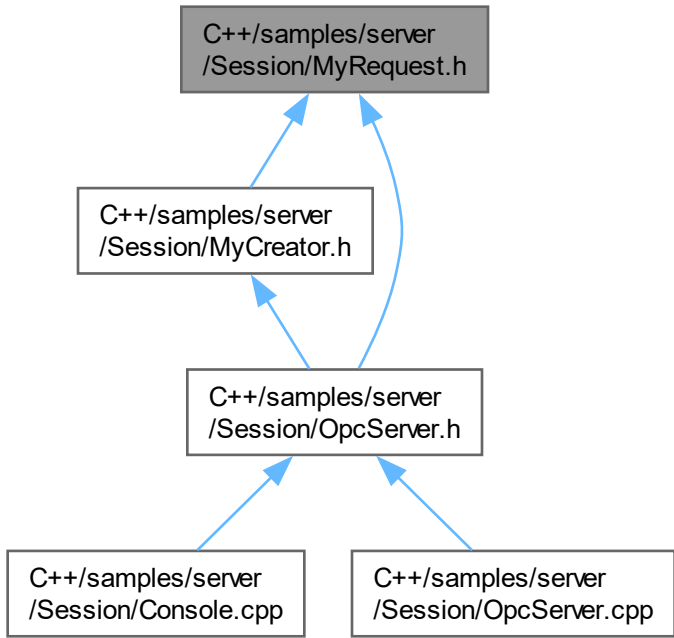 C++/samples/server
/Session/MyRequest.h
C++/samples/server
/Session/MyCreator.h
C++/samples/server
/Session/OpcServer.h
C++/samples/server
/Session/Console.cpp
C++/samples/server
/Session/OpcServer.cpp